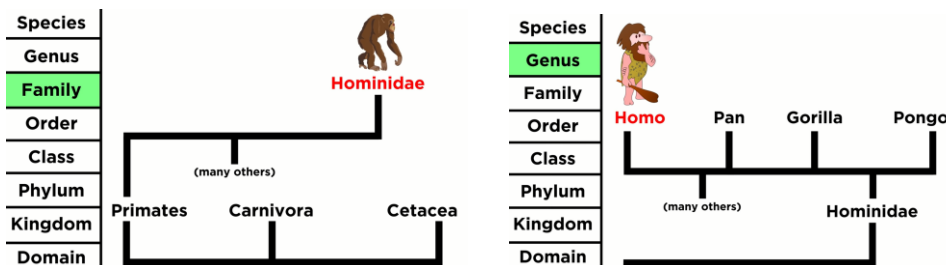 Species
Genus
Family
Order
Class
Phylum
Kingdom
Domain
Hominidae
(many others)
Primates Carnivora Cetacea
Species
Genus
Family
Order
Class
Phylum
Kingdom
Domain
Homo Pan Gorilla Pongo
(many others)
Hominidae